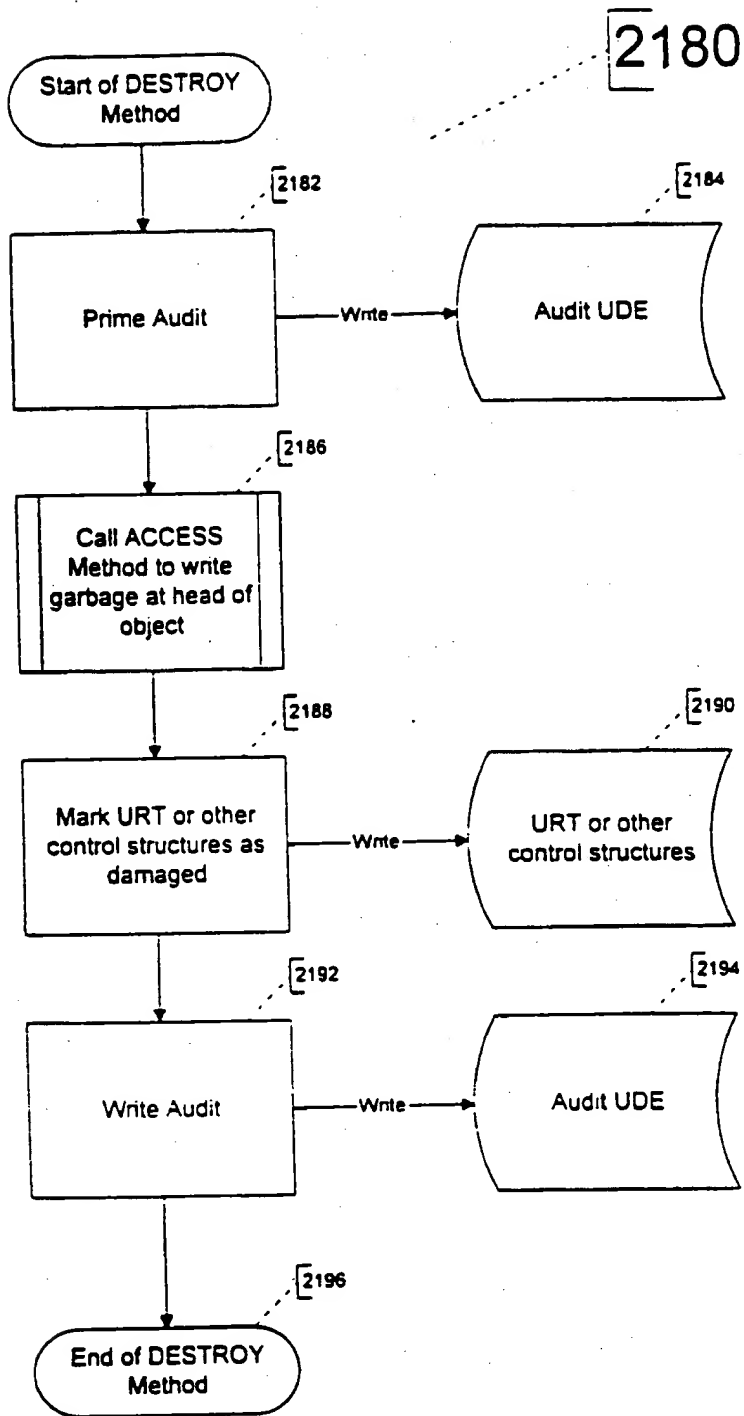 2180
Start of DESTROY
Method
2182
2184
Prime Audit
Write
Audit UDE
2186
Call ACCESS
Method to write
garbage at head of
object
2188
2190
Mark URT or other
control structures as
damaged
Write
URT or other
control structures
2192
2194
Write Audit
Write
Audit UDE
2196
End of DESTROY
Method